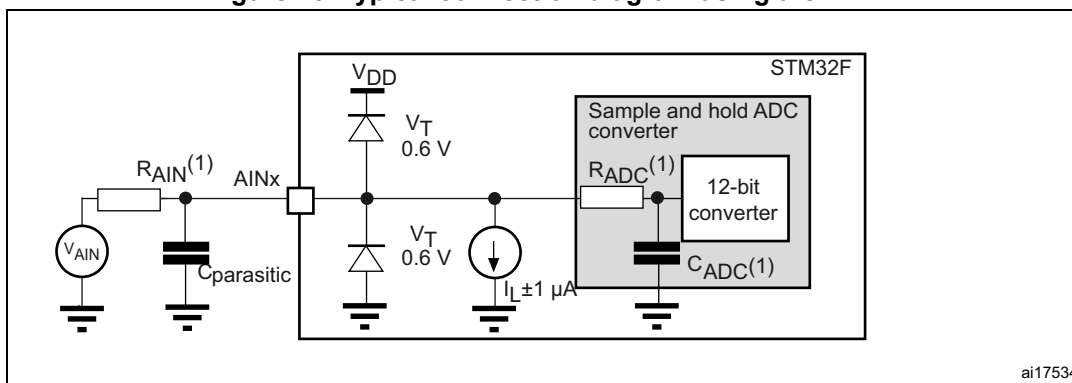 STM32F
VDD
VT
0.6 V
Sample and hold ADC
converter
RAIN(1)
AINx
RADC(1)
12-bit
converter
VAIN
Cparasitic
VT
0.6 V
IL±1 µA
CADC(1)
ai17534